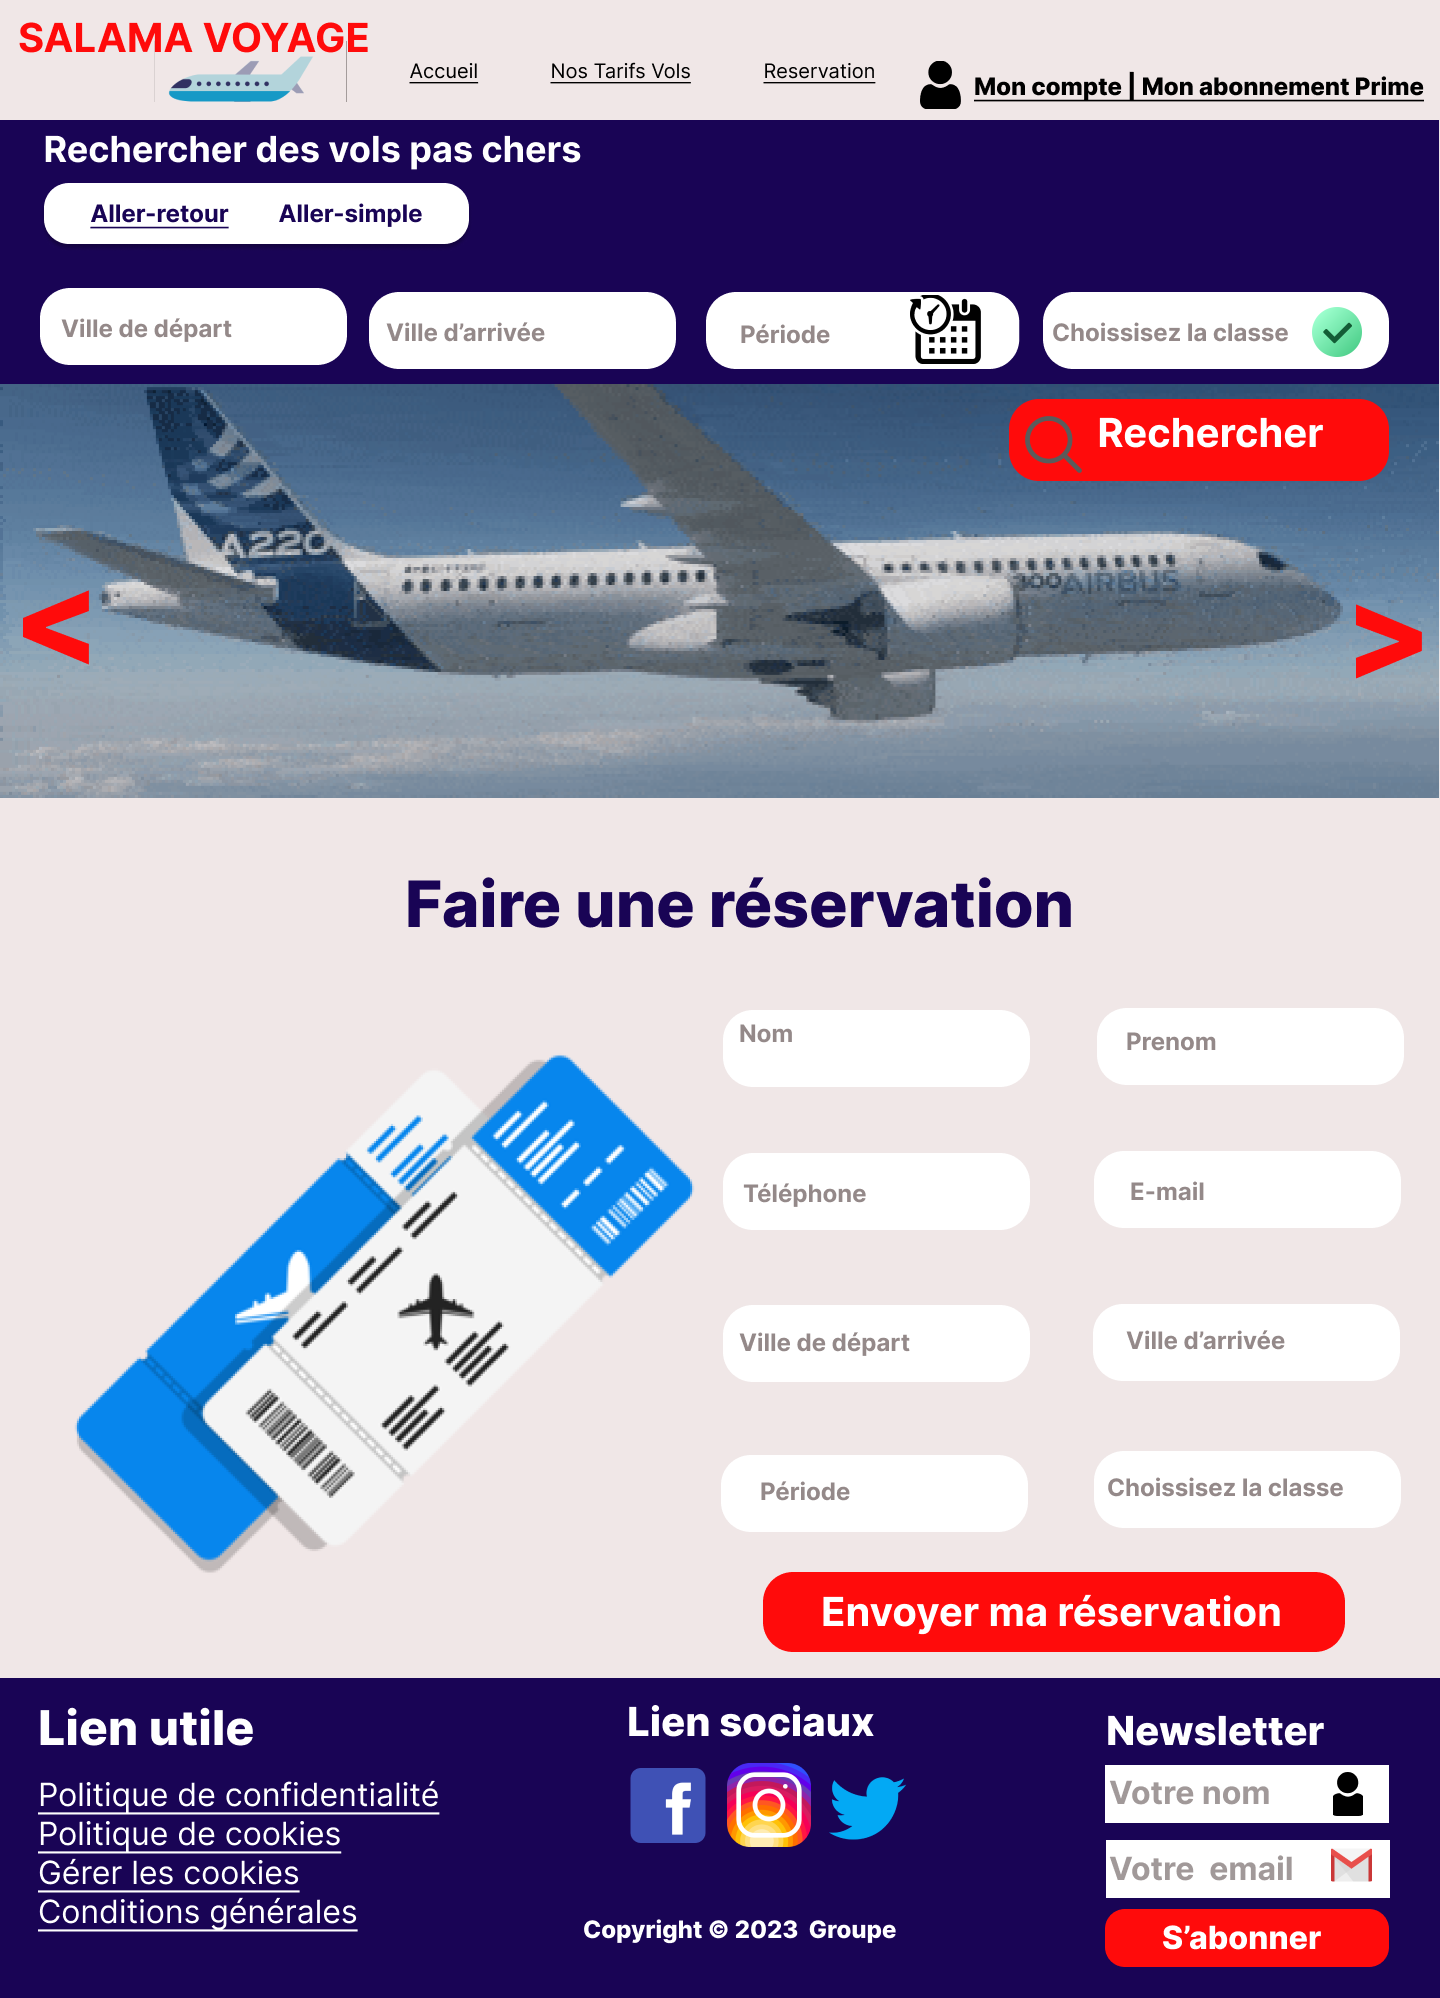 SALAMA VOYAGE
Accueil
Nos Tarifs Vols
Reservation
Mon compte | Mon abonnement Prime
Rechercher des vols pas chers
Aller-retour
Aller-simple
Ville de départ
Ville d’arrivée
Période
Choissisez la classe
Rechercher
A220
300 AIRBUS
<
>
Faire une réservation
Nom
Prenom
Téléphone
E-mail
Ville de départ
Ville d’arrivée
Période
Choissisez la classe
Envoyer ma réservation
Lien utile
Politique de confidentialité
Politique de cookies
Gérer les cookies
Conditions générales
Lien sociaux
Copyright © 2023 Groupe
Newsletter
Votre nom
Votre email
S’abonner